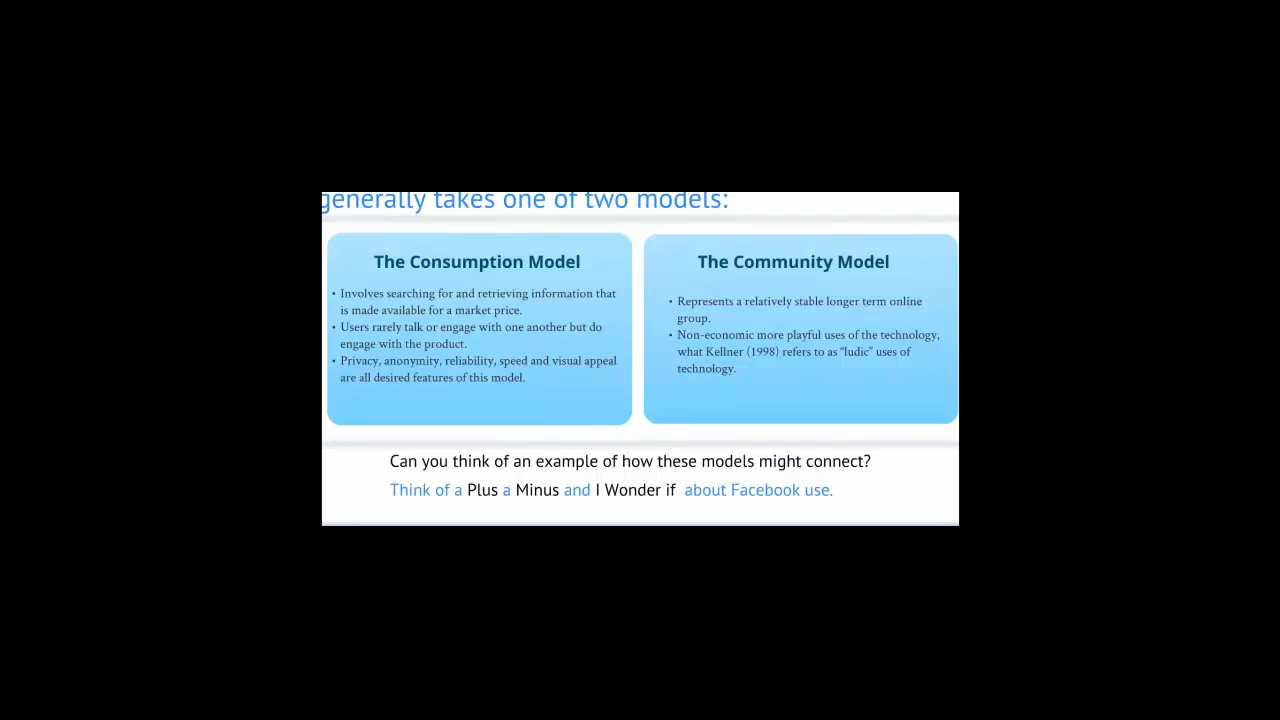 generally takes one of two models:
The Consumption Model
• Involves searching for and retrieving information that
is made available for a market price.
• Users rarely talk or engage with one another but do
engage with the product.
• Privacy, anonymity, reliability, speed and visual appeal
are all desired features of this model.
The Community Model
• Represents a relatively stable longer term online
group.
• Non-economic more playful uses of the technology,
what Kellner (1998) refers to as "ludic" uses of
technology.
Can you think of an example of how these models might connect?
Think of a Plus a Minus and I Wonder if about Facebook use.